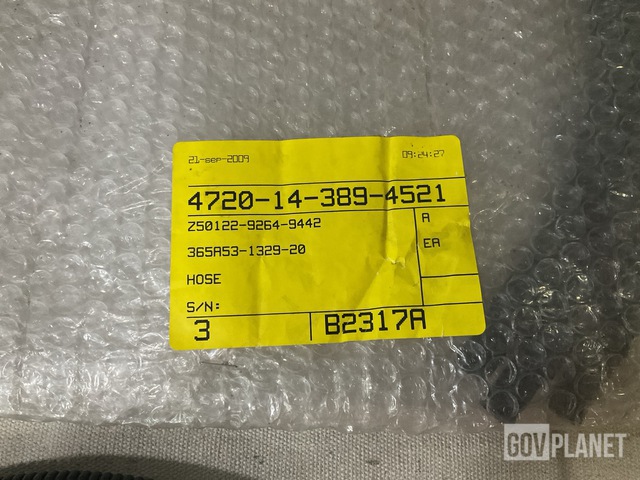 21-sep-2009 09:24:27
4720-14-389-4521
Z50122-9264-9442 A
365A53-1329-20 EA
HOSE
S/N:
3 B2317A
GOVPLANET